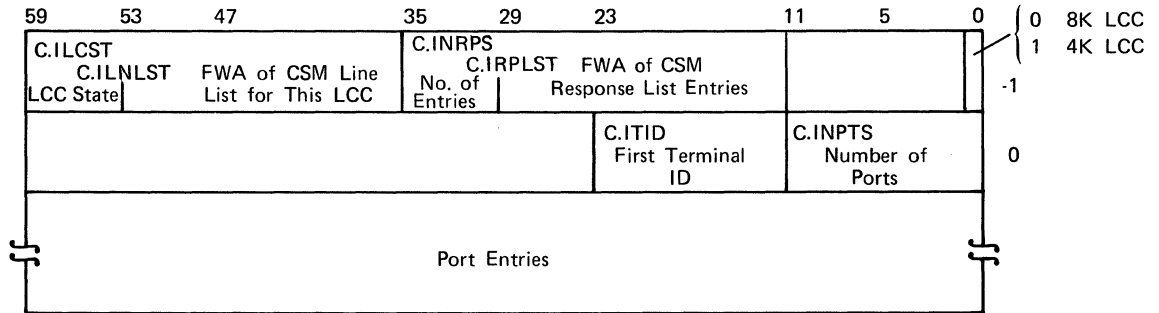 59 53 47 35 29 23 11 5 0
0 8K LCC
1 4K LCC
C.ILCST
C.ILNLST FWA of CSM Line
LCC State List for This LCC
C.INRPS
C.IRPLST FWA of CSM
No. of Response List Entries
Entries
-1
C.ITID
First Terminal
ID
C.INPTS
Number of
Ports
0
Port Entries